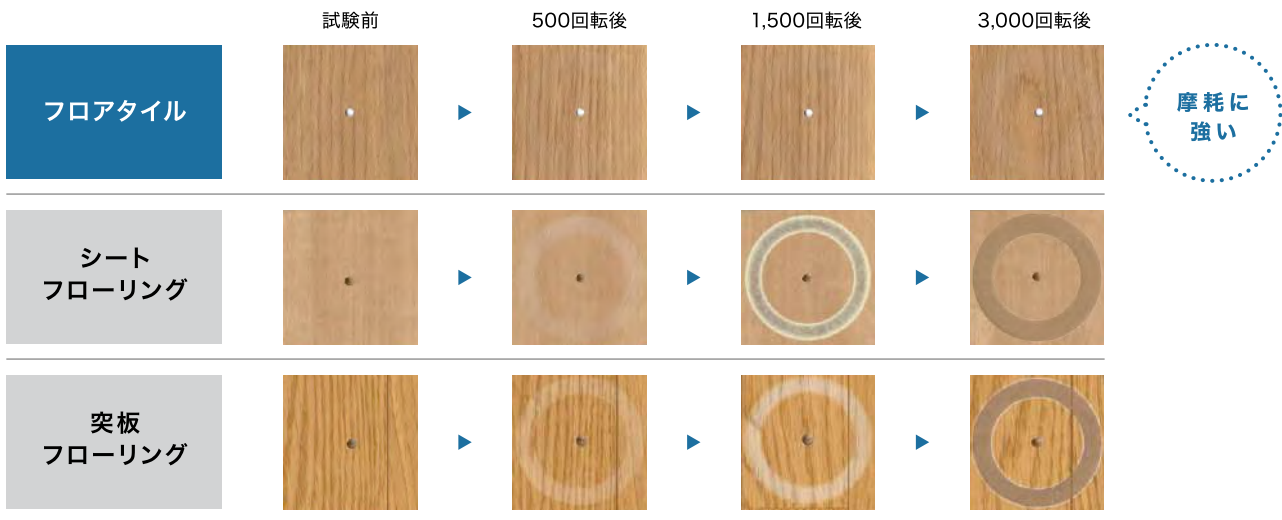 試験前
500回転後
1,500回転後
3,000回転後
フロアタイル
摩耗に
強い
シート
フローリング
突板
フローリング